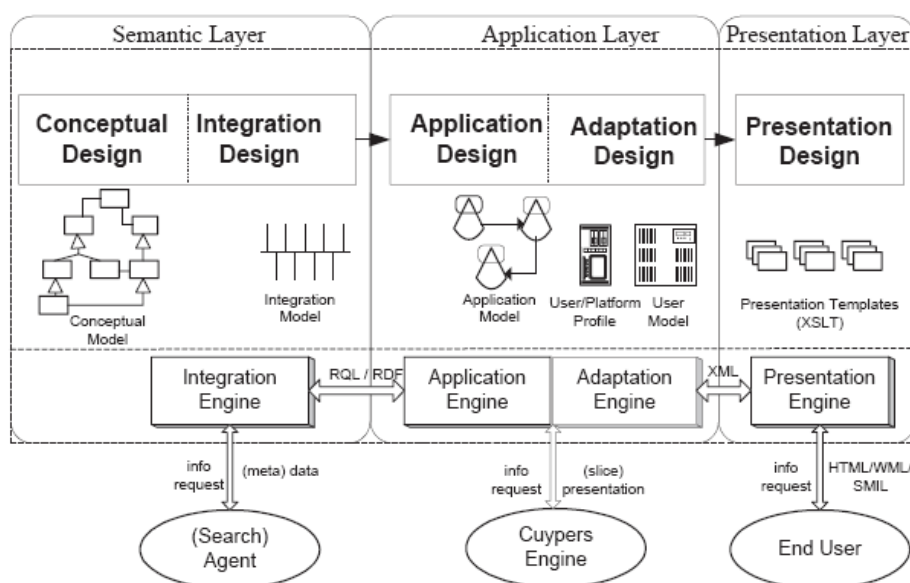 Semantic Layer
Application Layer
Presentation Layer
Conceptual
Design
Integration
Design
Application
Design
Adaptation
Design
Presentation
Design
Conceptual
Model
Integration
Model
Application
Model
User/Platform
Profile
User
Model
Presentation Templates
(XSLT)
Integration
Engine
RQL / RDF
Application
Engine
Adaptation
Engine
XML
Presentation
Engine
info
request
(meta) data
info
request
(slice)
presentation
info
request
HTML/WML/
SMIL
(Search)
Agent
Cuypers
Engine
End User